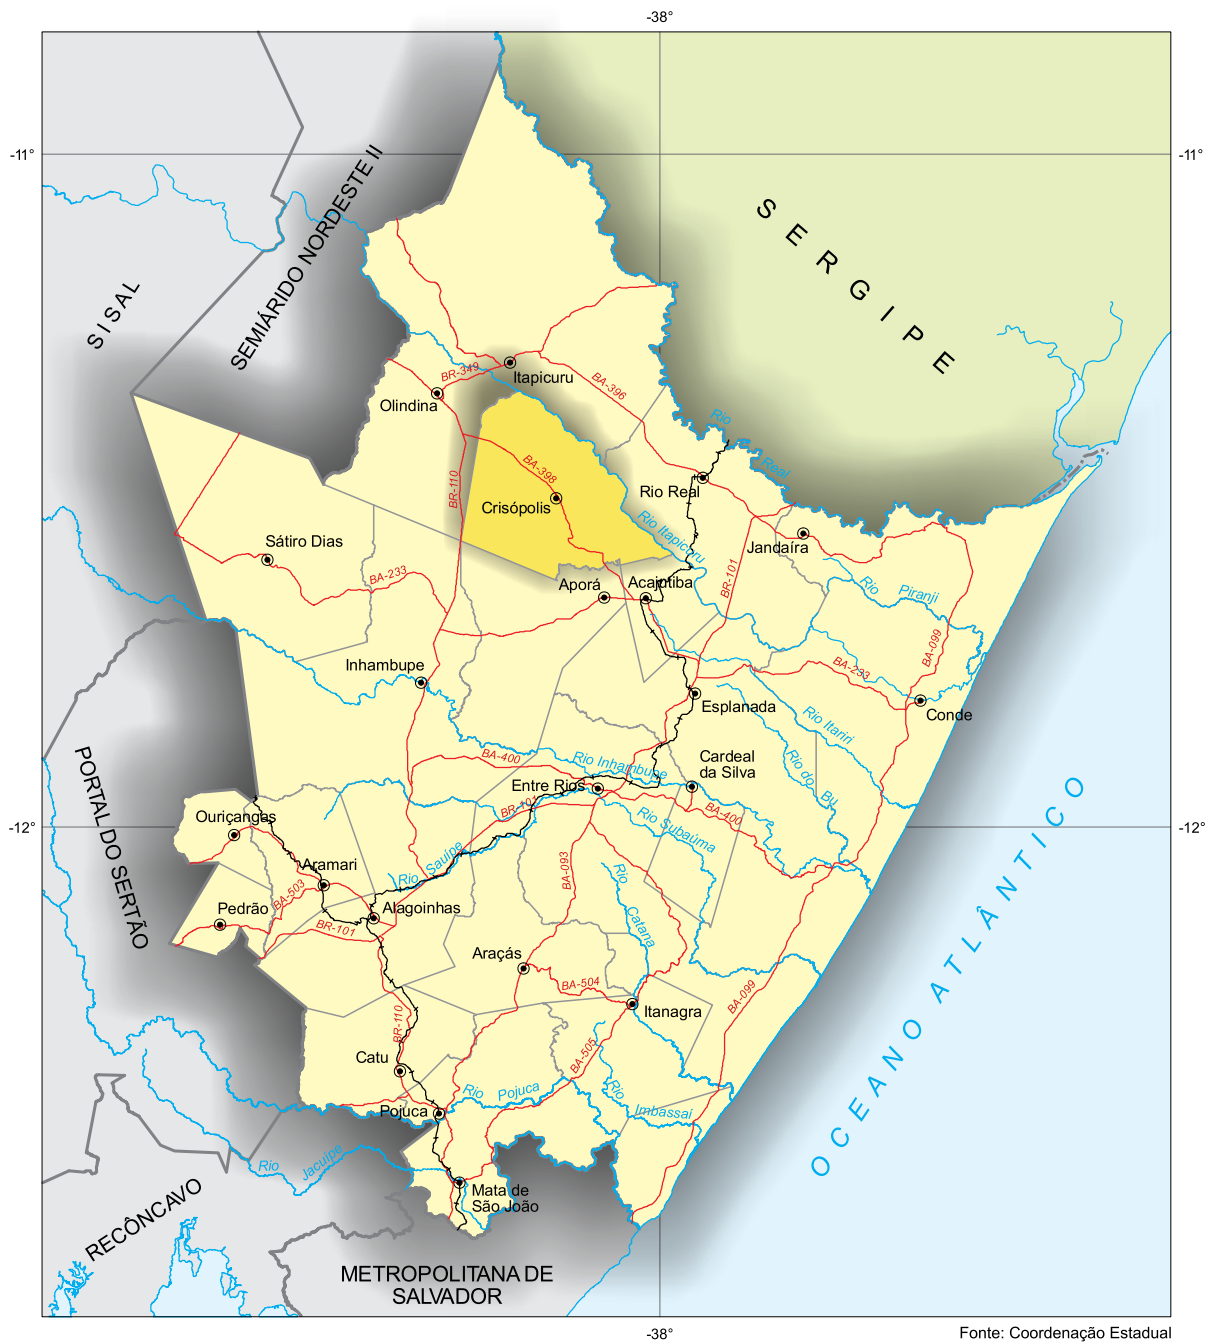 -38°
-11°
-11°
SERGIPE
SEMIÁRIDO NORDESTE II
SISAL
BR-349
Itapicuru
BA-396
Olindina
Rio
Real
BA-398
BR-110
Rio Real
Crisópolis
Rio Itapicuru
Jandaíra
Sátiro Dias
BA-233
Aporá
Acajutiba
BR-101
Rio
Piranji
BA-099
Inhambupe
BA-233
Esplanada
Conde
Rio Itariri
PORTAL DO SERTÃO
BA-400
Rio Inhambupe
Cardeal
da Silva
Rio do Bu
Entre Rios
BR-101
BA-400
Ouriçangas
Rio Subaúma
-12°
-12°
OCEANO ATLÂNTICO
Aramari
Rio Sauípe
BA-093
Rio Catana
BA-503
Pedrão
Alagoinhas
BR-101
Araçás
BA-504
BA-099
Itanagra
BR-110
Catu
BA-505
Rio Pojuca
Rio
Imbassaí
Pojuca
Rio Jacuípe
Mata de
São João
RECÔNCAVO
METROPOLITANA DE
SALVADOR
-38°
Fonte: Coordenação Estadual